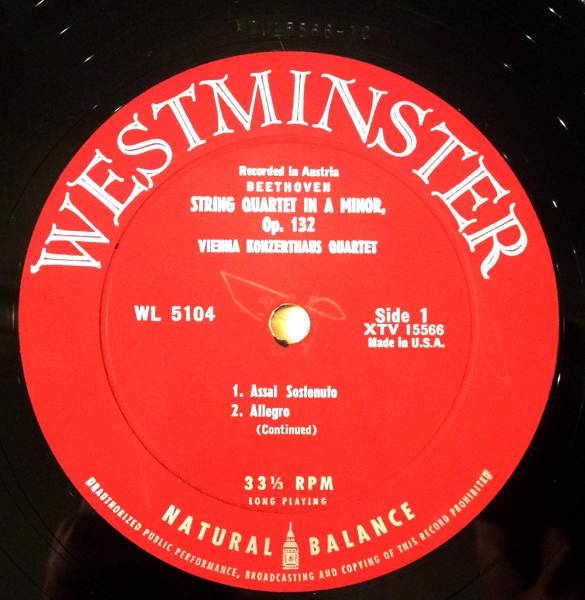 WESTMINSTER
Recorded in Austria
BEETHOVEN
STRING QUARTET IN A MINOR,
Op. 132
VIENNA KONZERTHAUS QUARTET
WL 5104
Side 1
XTV 15566
Made in U.S.A.
1. Assai Sostenuto
2. Allegro
(Continued)
33⅓ RPM
LONG PLAYING
NATURAL BALANCE
UNAUTHORIZED PUBLIC PERFORMANCE, BROADCASTING AND COPYING OF THIS RECORD PROHIBITED